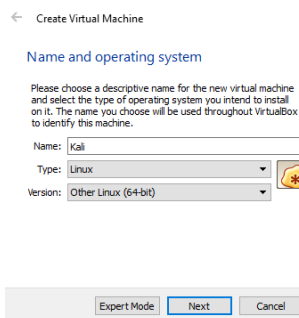 Create Virtual Machine
Name and operating system
Please choose a descriptive name for the new virtual machine
and select the type of operating system you intend to install
on it. The name you choose will be used throughout VirtualBox
to identify this machine.
Name: Kali
Type: Linux
Version: Other Linux (64-bit)
Expert Mode Next Cancel